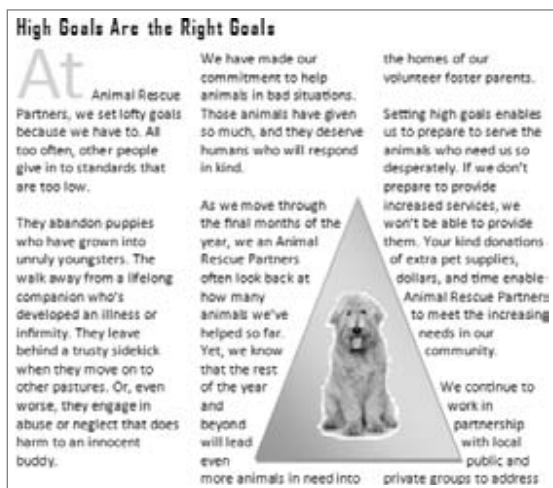 High Goals Are the Right Goals
At Animal Rescue
Partners, we set lofty goals
because we have to. All
too often, other people
give in to standards that
are too low.
They abandon puppies
who have grown into
unruly youngsters. The
walk away from a lifelong
companion who's
developed an illness or
infirmity. They leave
behind a trusty sidekick
when they move on to
other pastures. Or, even
worse, they engage in
abuse or neglect that does
harm to an innocent
buddy.
We have made our
commitment to help
animals in bad situations.
Those animals have given
so much, and they deserve
humans who will respond
in kind.
As we move through
the final months of the
year, we an Animal
Rescue Partners
often look back at
how many
animals we've
helped so far.
Yet, we know
that the rest
of the year
and
beyond
will lead
even
more animals in need into
the homes of our
volunteer foster parents.
Setting high goals enables
us to prepare to serve the
animals who need us so
desperately. If we don't
prepare to provide
increased services, we
won't be able to provide
them. Your kind donations
of extra pet supplies,
dollars, and time enable
Animal Rescue Partners
to meet the increasing
needs in our
community.
We continue to
work in
partnership
with local
public and
private groups to address